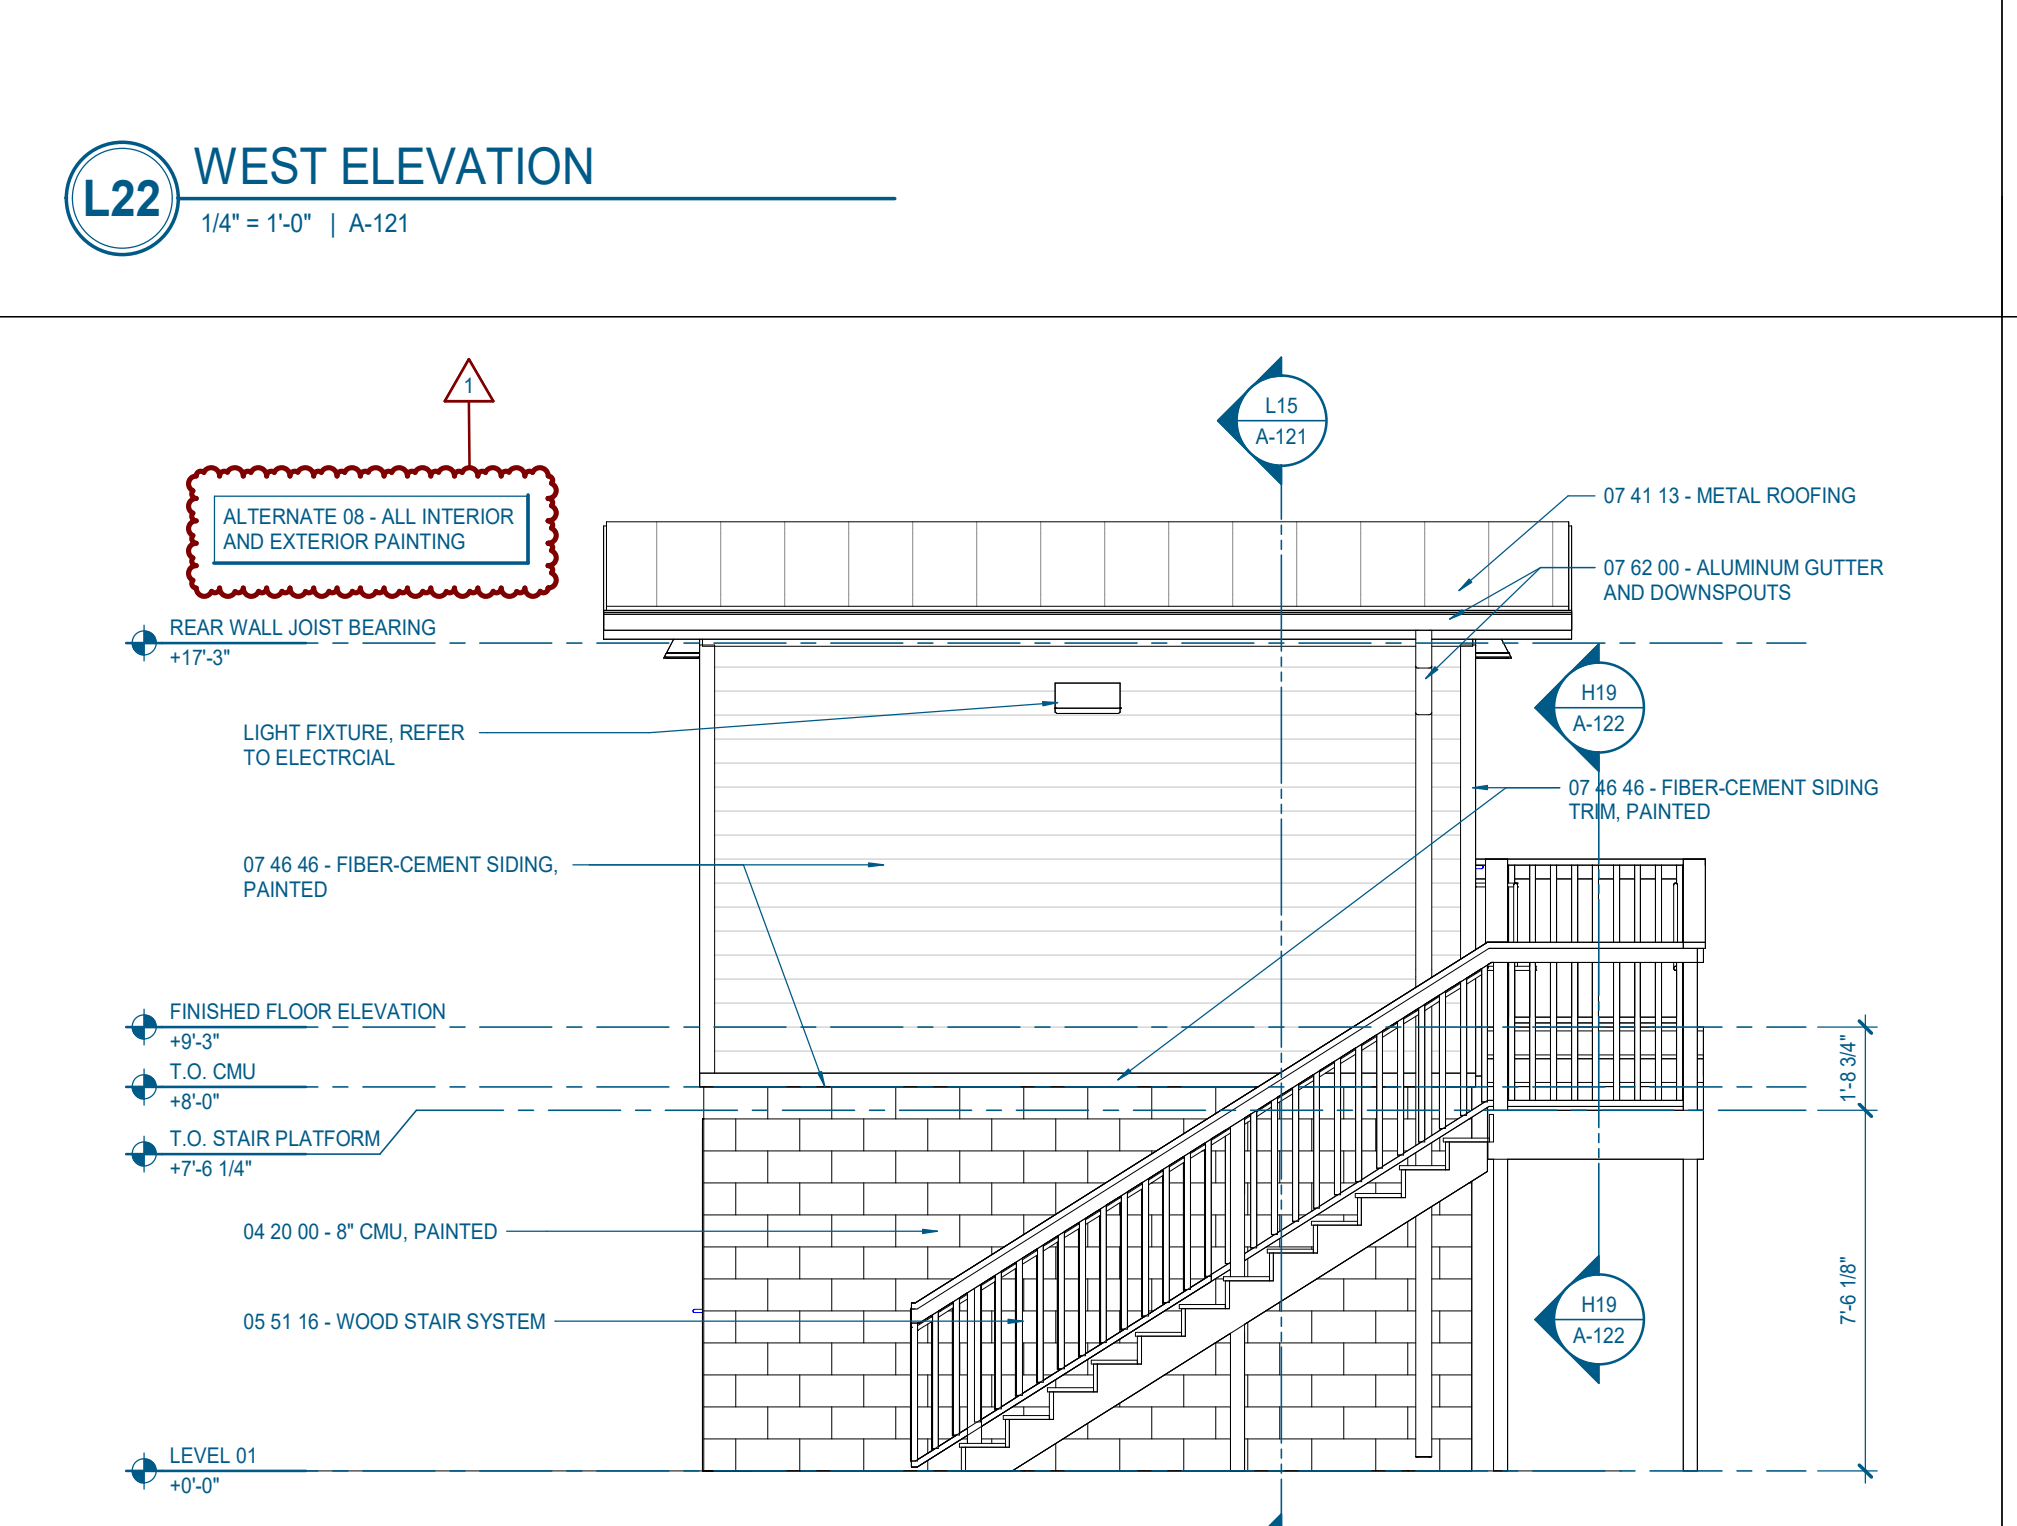 L22
WEST ELEVATION
1/4" = 1'-0" | A-121
1
ALTERNATE 08 - ALL INTERIOR
AND EXTERIOR PAINTING
L15
A-121
07 41 13 - METAL ROOFING
07 62 00 - ALUMINUM GUTTER
AND DOWNSPOUTS
REAR WALL JOIST BEARING
+17'-3"
H19
A-122
LIGHT FIXTURE, REFER
TO ELECTRCIAL
07 46 46 - FIBER-CEMENT SIDING
TRIM, PAINTED
07 46 46 - FIBER-CEMENT SIDING,
PAINTED
FINISHED FLOOR ELEVATION
+9'-3"
1'-8 3/4"
T.O. CMU
+8'-0"
T.O. STAIR PLATFORM
+7'-6 1/4"
04 20 00 - 8" CMU, PAINTED
7'-6 1/8"
05 51 16 - WOOD STAIR SYSTEM
H19
A-122
LEVEL 01
+0'-0"